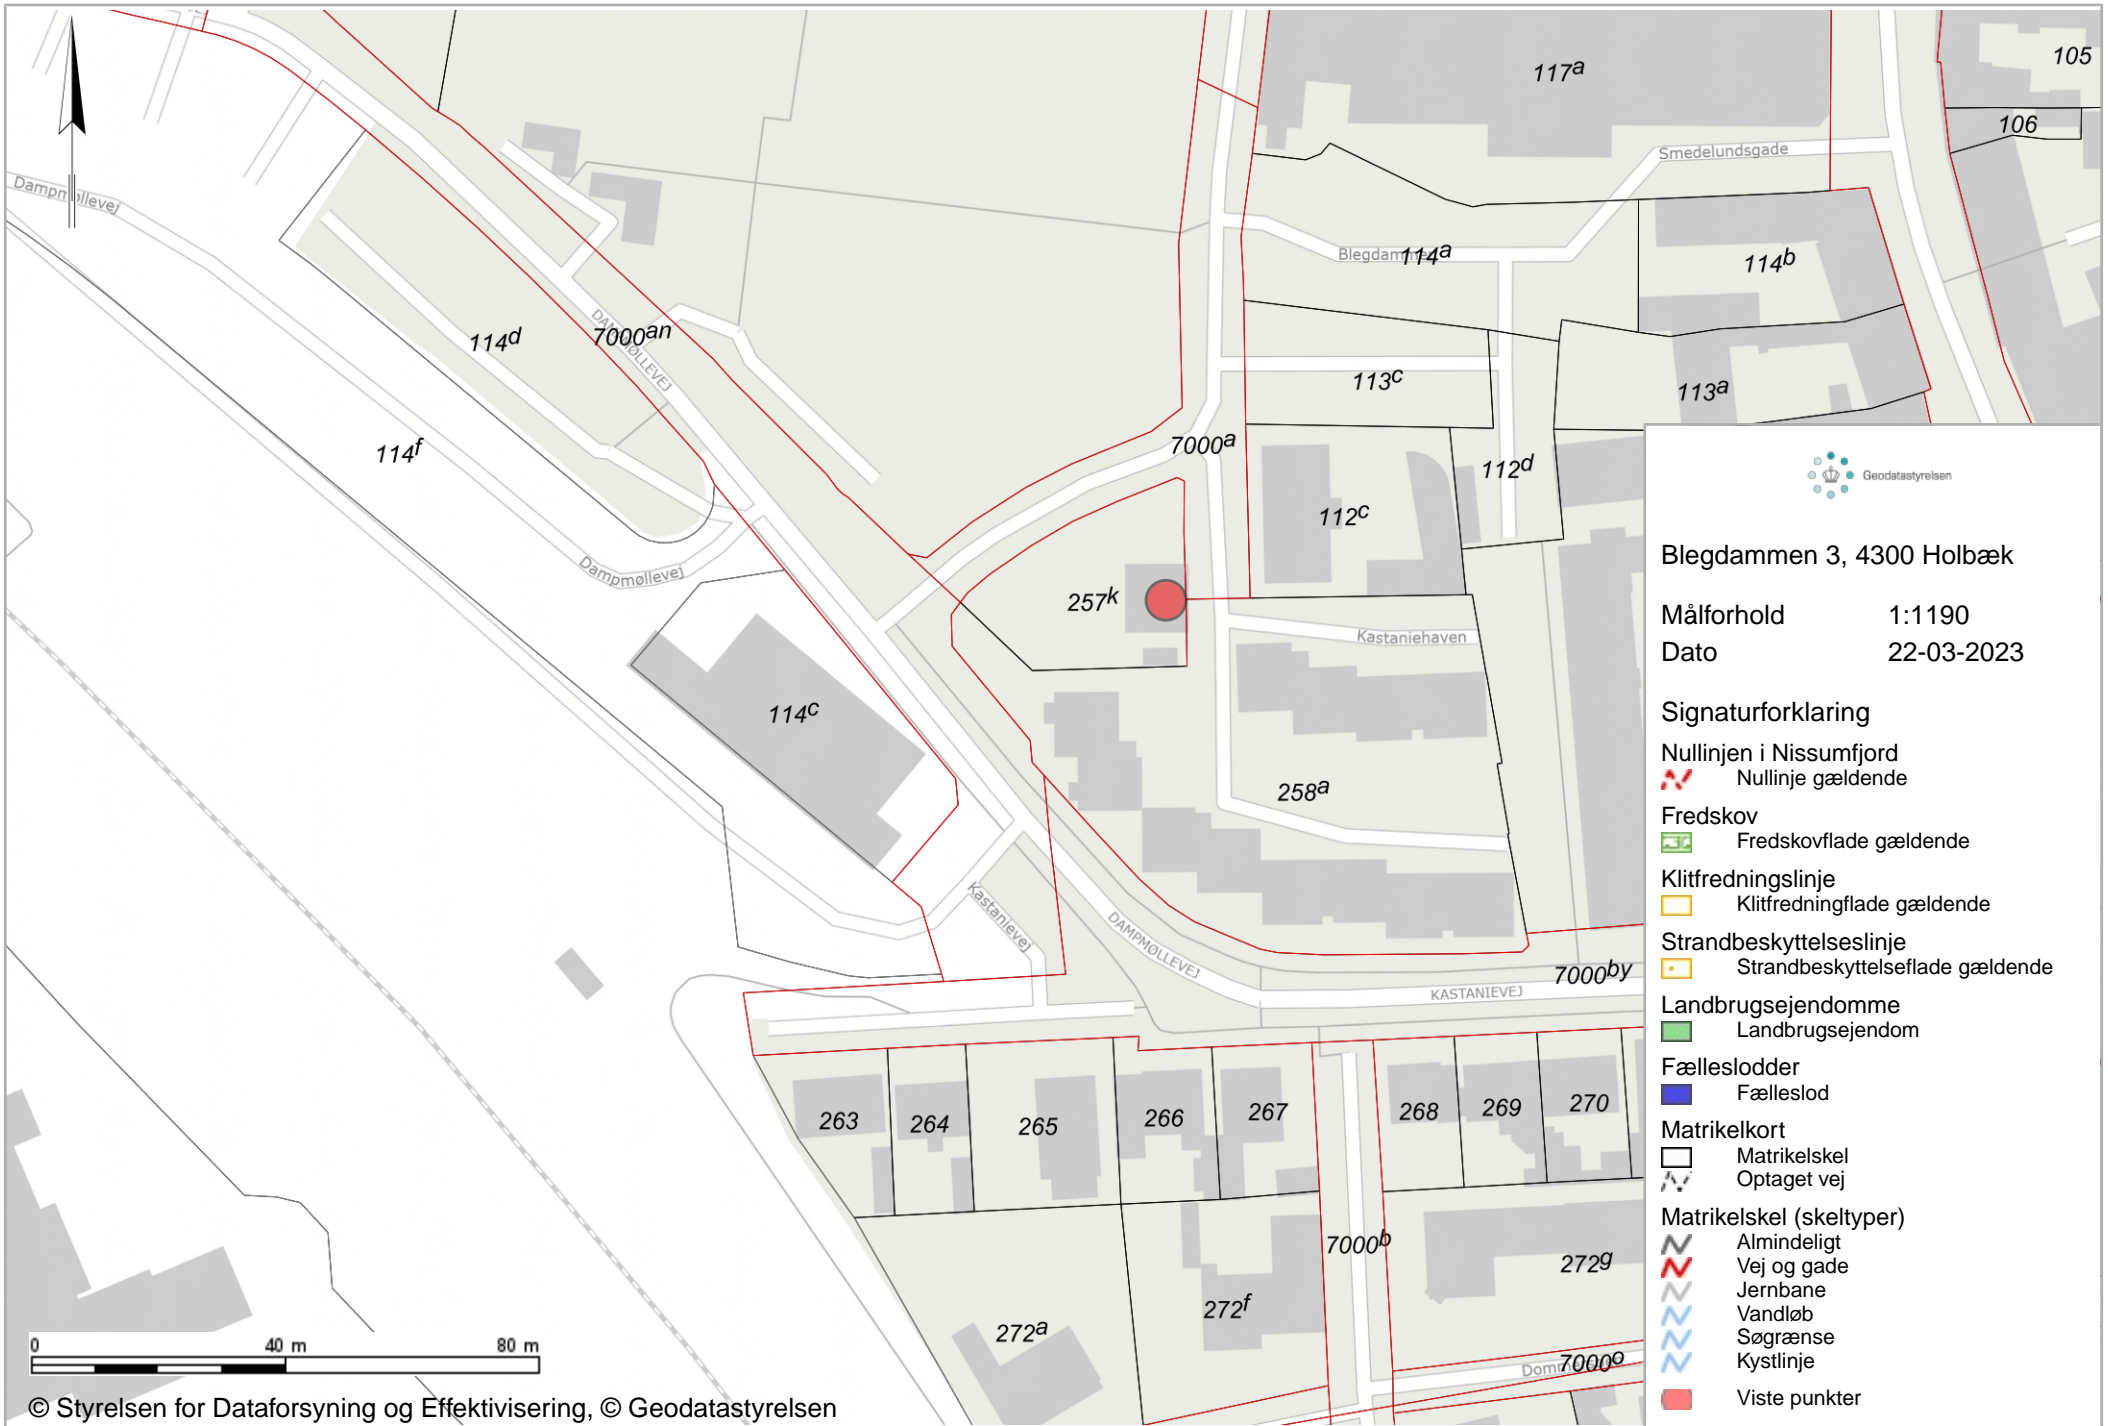 105
117a
106
Smedelundsgade
Dampmøllevej
Blegdammen
114a
114b
114d
7000an
DAMPMØLLEVEJ
113c
113a
114f
7000a
112d
112c
Dampmøllevej
257k
Kastaniehaven
114c
258a
Kastanievej
DAMPMØLLEVEJ
7000by
KASTANIEVEJ
263
264
265
266
267
268
269
270
7000b
272g
272f
272a
7000o
Geodatastyrelsen
Blegdammen 3, 4300 Holbæk
Målforhold 1:1190
Dato 22-03-2023
Signaturforklaring
Nullinjen i Nissumfjord
Nullinje gældende
Fredskov
Fredskovflade gældende
Klitfredningslinje
Klitfredningflade gældende
Strandbeskyttelseslinje
Strandbeskyttelseflade gældende
Landbrugsejendomme
Landbrugsejendom
Fælleslodder
Fælleslod
Matrikelkort
Matrikelskel
Optaget vej
Matrikelskel (skeltyper)
Almindeligt
Vej og gade
Jernbane
Vandløb
Søgrænse
Kystlinje
Viste punkter
0 40 m 80 m
© Styrelsen for Dataforsyning og Effektivisering, © Geodatastyrelsen